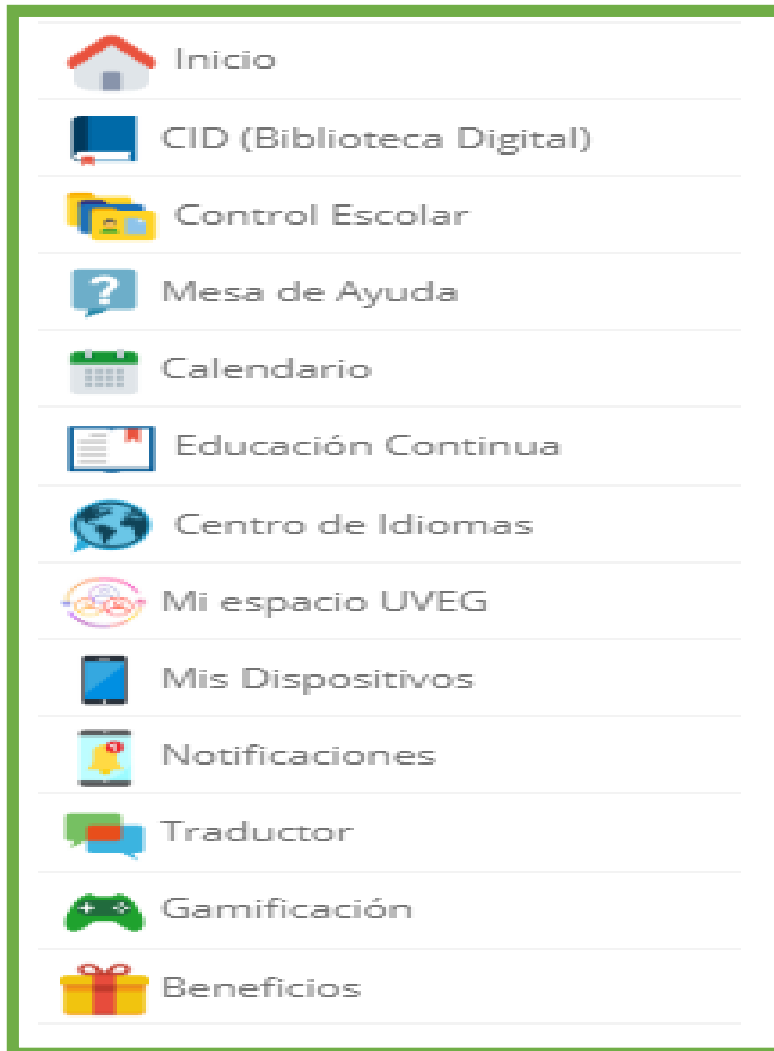 Inicio
CID (Biblioteca Digital)
Control Escolar
Mesa de Ayuda
Calendario
Educación Continua
Centro de Idiomas
Mi espacio UVEG
Mis Dispositivos
Notificaciones
Traductor
Gamificación
Beneficios